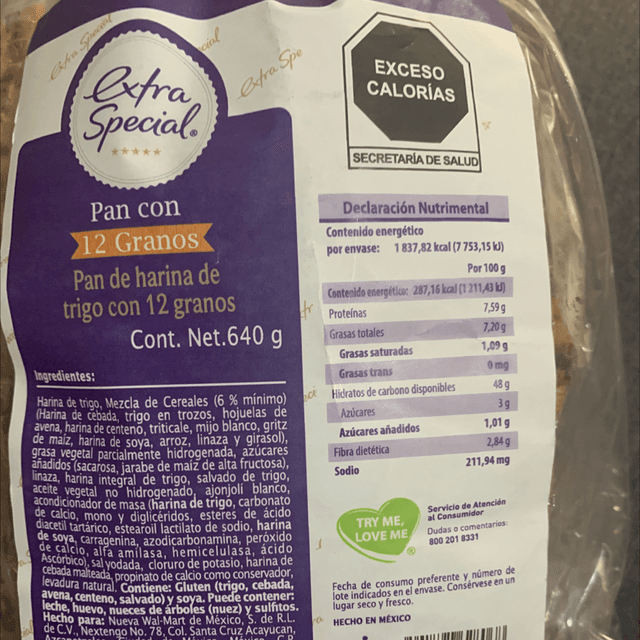 Extra Special
Extra Spe
extra
Special®
Pan con
12 Granos
Pan de harina de
trigo con 12 granos
Cont. Net.640 g
Ingredientes:
Harina de trigo, Mezcla de Cereales (6 % mínimo)
(Harina de cebada, trigo en trozos, hojuelas de
avena, harina de centeno, triticale, mijo blanco, gritz
de maíz, harina de soya, arroz, linaza y girasol),
grasa vegetal parcialmente hidrogenada, azúcares
añadidos (sacarosa, jarabe de maíz de alta fructosa),
linaza, harina integral de trigo, salvado de trigo,
aceite vegetal no hidrogenado, ajonjolí blanco,
acondicionador de masa (harina de trigo, carbonato
de calcio, mono y diglicéridos, esteres de ácido
diacetil tartárico, estearoil lactilato de sodio, harina
de soya, carragenina, azodicarbonamina, peróxido
de calcio, alfa amilasa, hemicelulasa, ácido
Ascórbico), sal yodada, cloruro de potasio, harina de
cebada malteada, propinato de calcio como conservador,
levadura natural. Contiene: Gluten (trigo, cebada,
avena, centeno, salvado) y soya. Puede contener:
leche, huevo, nueces de árboles (nuez) y sulfitos.
Hecho para: Nueva Wal-Mart de México, S. de R.L.
de C.V., Nextengo No. 78, Col. Santa Cruz Acayucan,
EXCESO
CALORÍAS
SECRETARÍA DE SALUD
Declaración Nutrimental
Contenido energético
por envase: 1 837,82 kcal (7 753,15 kJ)
Por 100 g
Contenido energético: 287,16 kcal (1 211,43 kJ)
Proteínas 7,59 g
Grasas totales 7,20 g
Grasas saturadas 1,09 g
Grasas trans 0 mg
Hidratos de carbono disponibles 48 g
Azúcares 3 g
Azúcares añadidos 1,01 g
Fibra dietética 2,84 g
Sodio 211,94 mg
TRY ME,
LOVE ME
®
Servicio de Atención
al Consumidor
Dudas o comentarios:
800 201 8331
Fecha de consumo preferente y número de
lote indicados en el envase. Consérvese en un
lugar seco y fresco.
HECHO EN MÉXICO